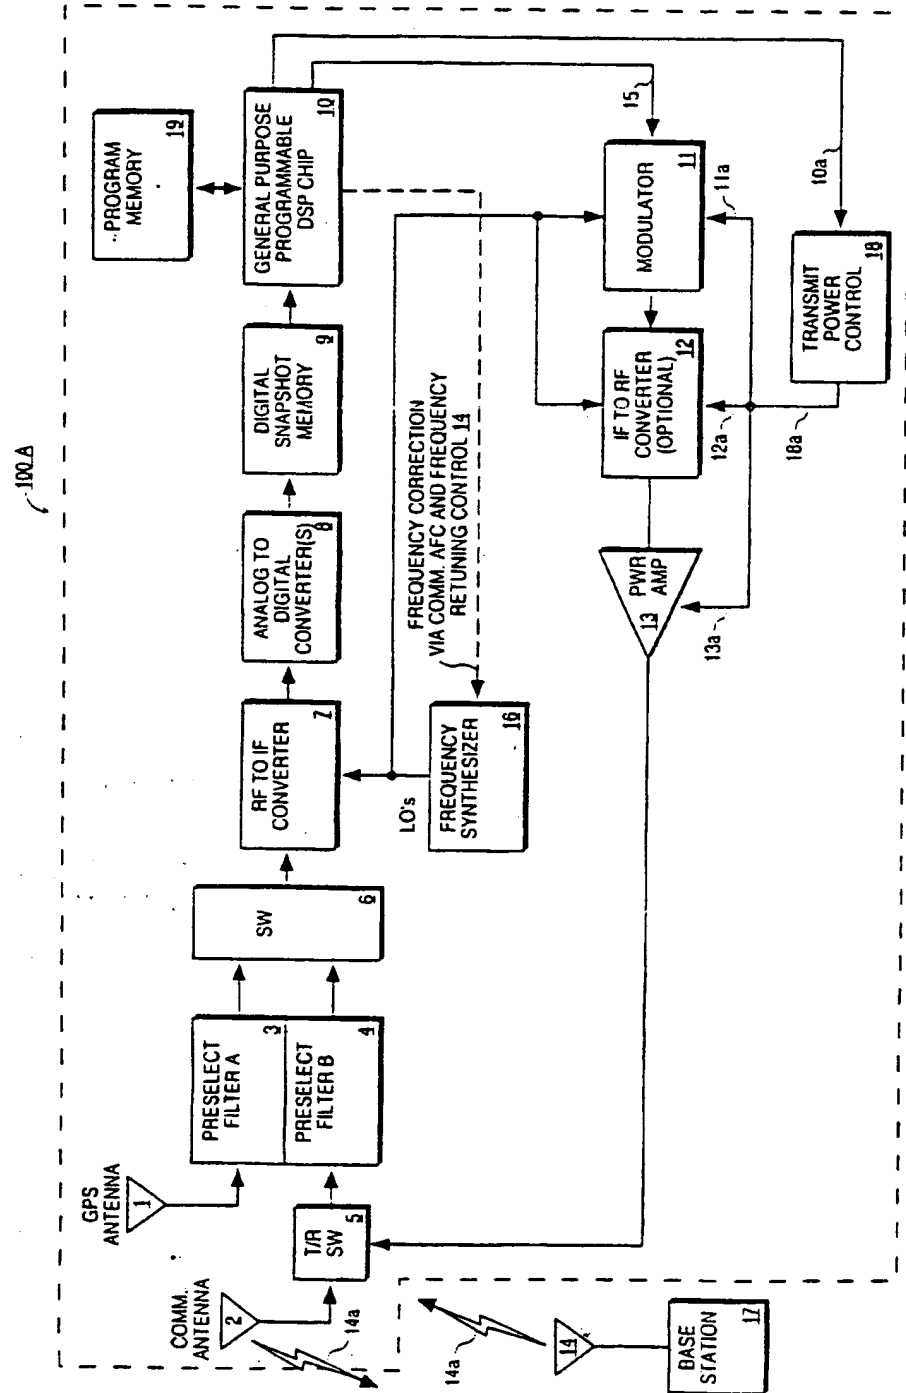 100 A
GPS
ANTENNA
1
COMM.
ANTENNA
2
14a
T/R
SW
5
PRESELECT
FILTER A
3
PRESELECT
FILTER B
4
SW
6
RF TO IF
CONVERTER
7
ANALOG TO
DIGITAL
CONVERTER(S)
8
DIGITAL
SNAPSHOT
MEMORY
9
GENERAL PURPOSE
PROGRAMMABLE
DSP CHIP
10
PROGRAM
MEMORY
19
LO's
FREQUENCY
SYNTHESIZER
16
FREQUENCY CORRECTION
VIA COMM. AFC AND FREQUENCY
RETUNING CONTROL 14
15
MODULATOR
11
11a
IF TO RF
CONVERTER
(OPTIONAL)
12
12a
PWR
AMP
13
13a
10a
TRANSMIT
POWER
CONTROL
18
18a
14a
14
BASE
STATION
17